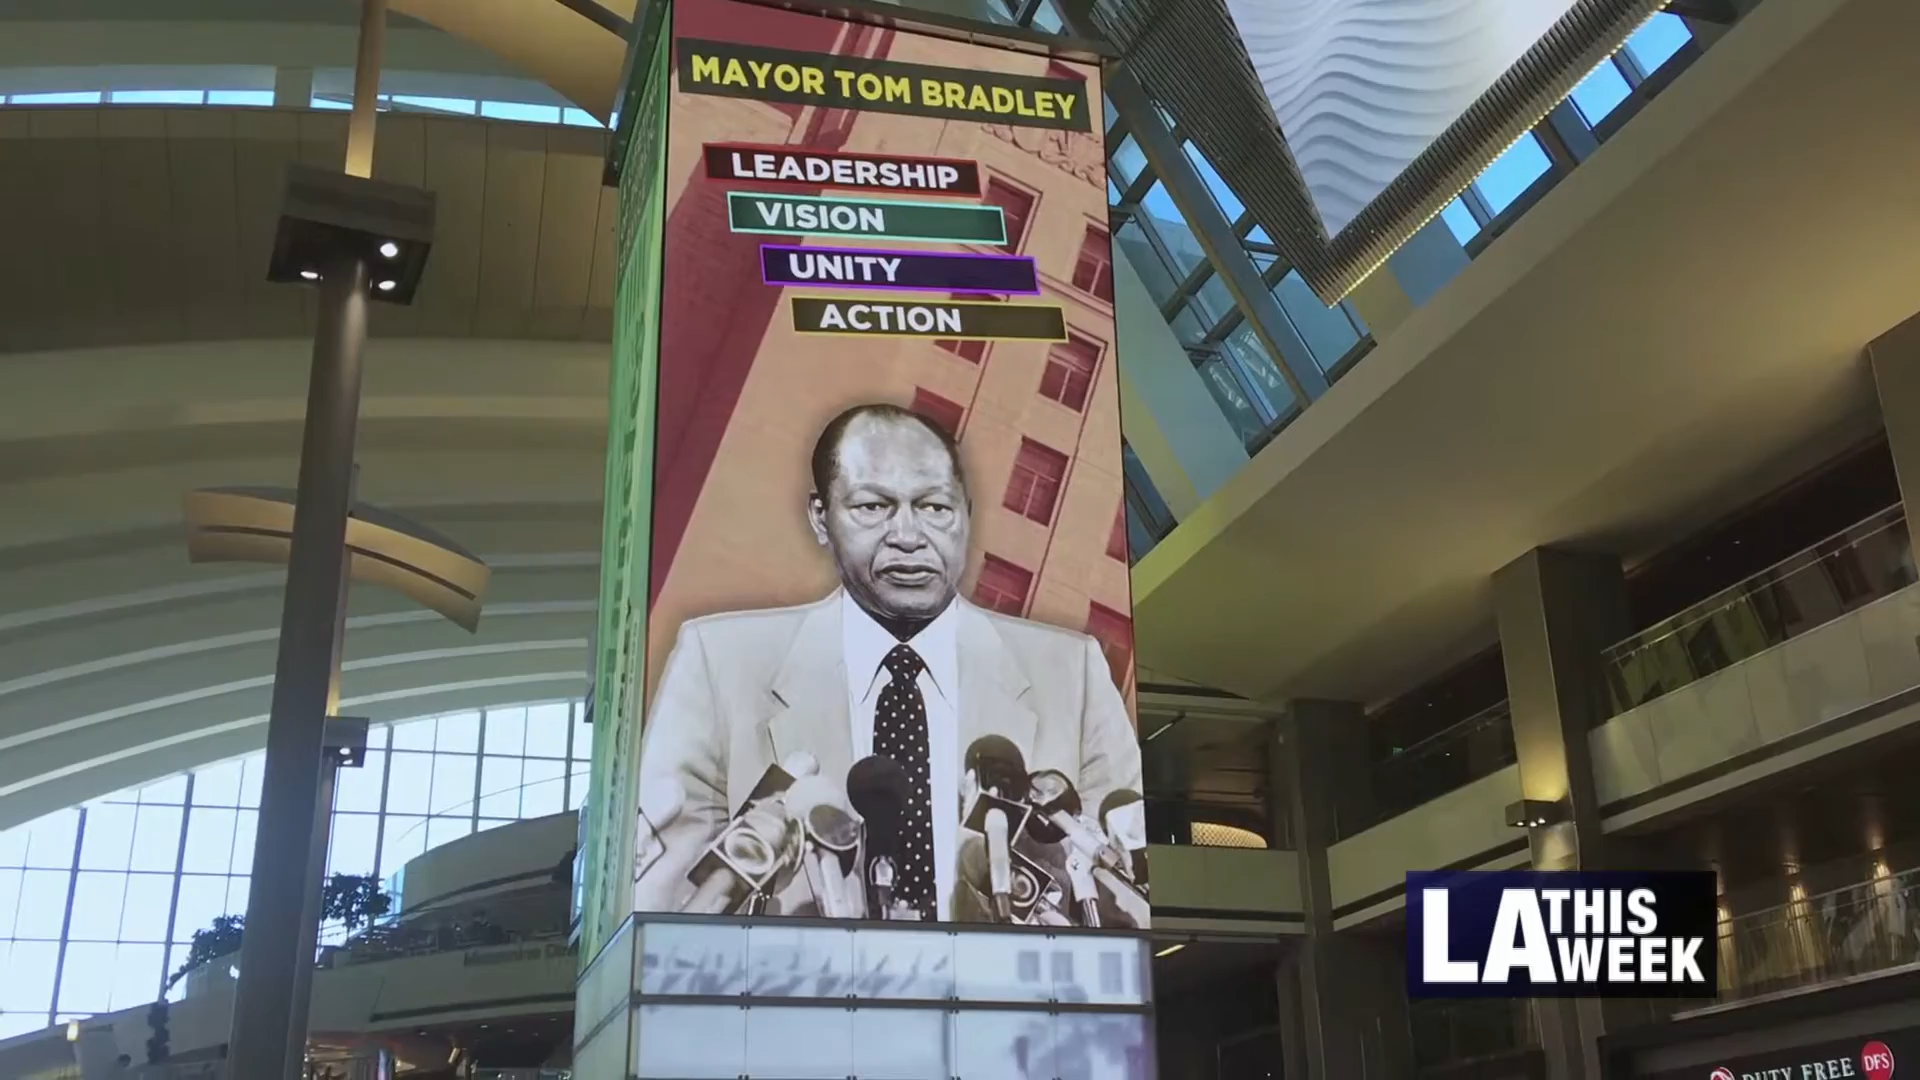 MAYOR TOM BRADLEY
LEADERSHIP
VISION
UNITY
ACTION
LA THIS WEEK
DUTY FREE DFS